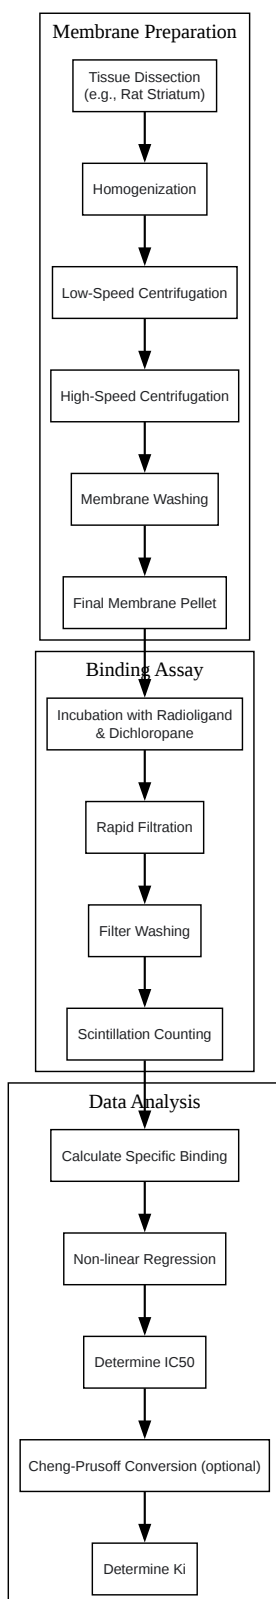 Membrane Preparation
Tissue Dissection
(e.g., Rat Striatum)
Homogenization
Low-Speed Centrifugation
High-Speed Centrifugation
Membrane Washing
Final Membrane Pellet
Binding Assay
Incubation with Radioligand
& Dichloropane
Rapid Filtration
Filter Washing
Scintillation Counting
Data Analysis
Calculate Specific Binding
Non-linear Regression
Determine IC50
Cheng-Prusoff Conversion (optional)
Determine Ki